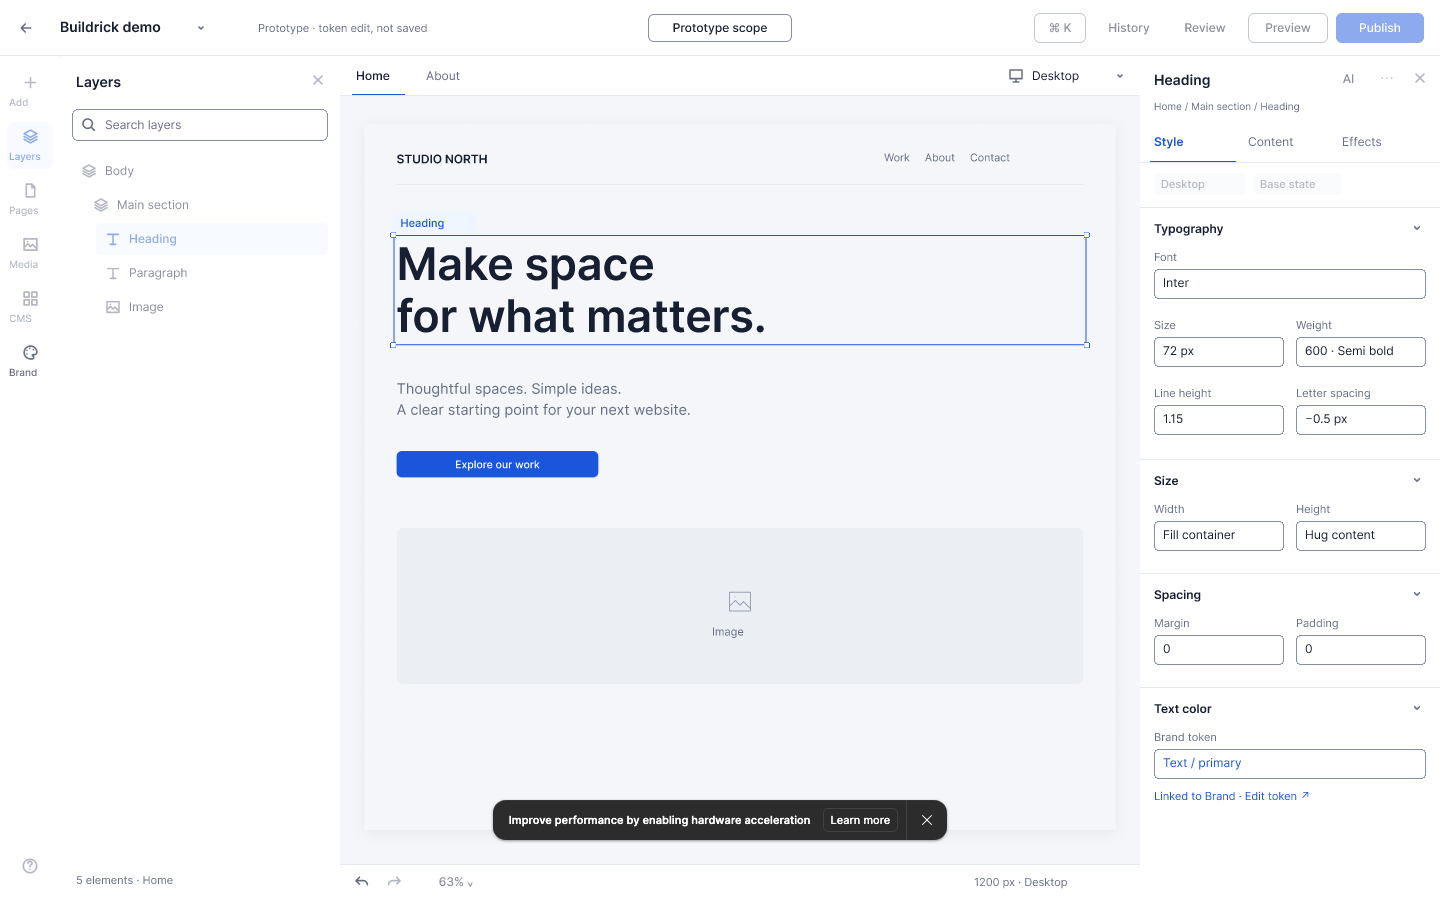 Buildrick demo
Prototype · token edit, not saved
Prototype scope
⌘ K
History
Review
Preview
Publish
Add
Layers
Pages
Media
CMS
Brand
Layers
Search layers
Body
Main section
Heading
Paragraph
Image
5 elements · Home
Home
About
Desktop
STUDIO NORTH
Work
About
Contact
Heading
Make space
for what matters.
Thoughtful spaces. Simple ideas.
A clear starting point for your next website.
Explore our work
Image
Improve performance by enabling hardware acceleration
Learn more
63%
1200 px · Desktop
Heading
AI
Home / Main section / Heading
Style
Content
Effects
Desktop
Base state
Typography
Font
Inter
Size
Weight
72 px
600 · Semi bold
Line height
Letter spacing
1.15
−0.5 px
Size
Width
Height
Fill container
Hug content
Spacing
Margin
Padding
0
0
Text color
Brand token
Text / primary
Linked to Brand · Edit token ↗